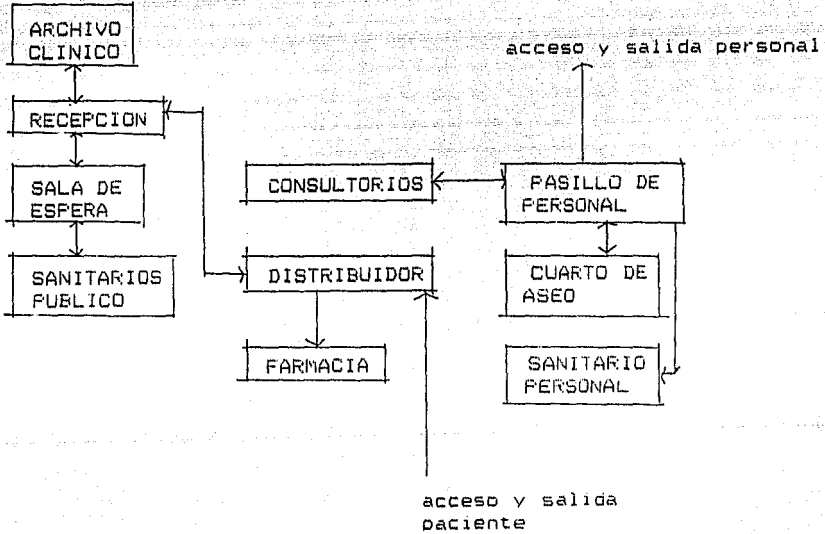 ARCHIVO
CLINICO
acceso y salida personal
RECEPCION
SALA DE
ESPERA
CONSULTORIOS
PASILLO DE
PERSONAL
SANITARIOS
PUBLICO
DISTRIBUIDOR
CUARTO DE
ASEO
FARMACIA
SANITARIO
PERSONAL
acceso y salida
paciente